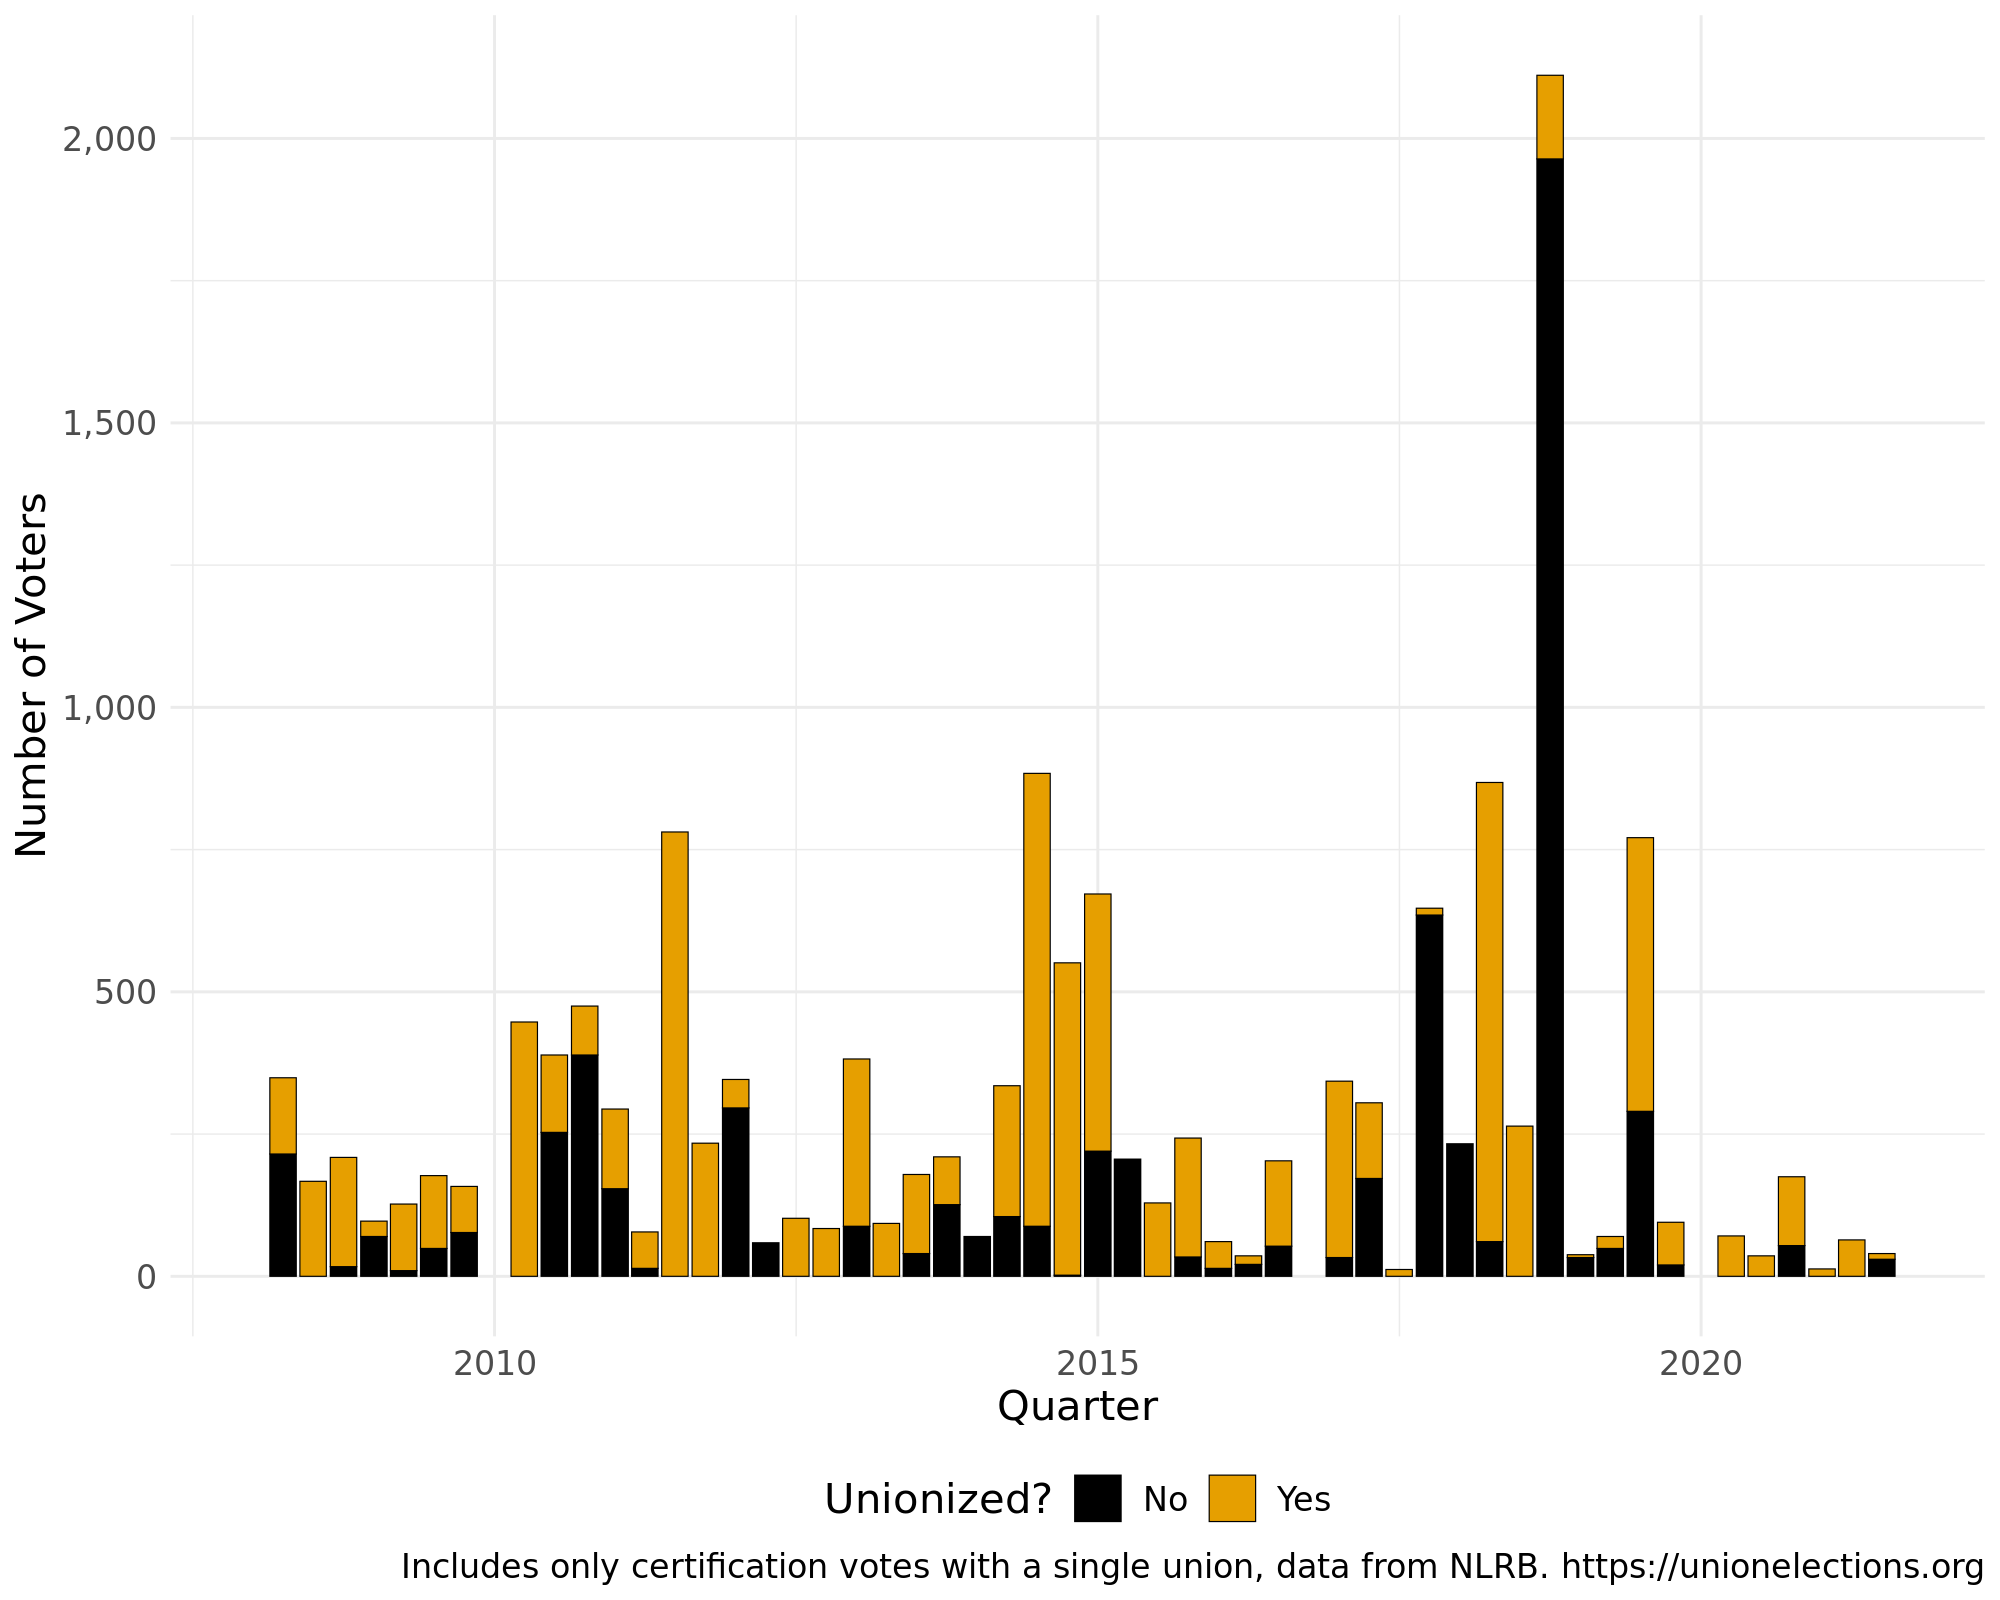 Number of Voters
2,000
1,500
1,000
500
0
2010
2015
2020
Quarter
Unionized?
No
Yes
Includes only certification votes with a single union, data from NLRB. https://unionelections.org